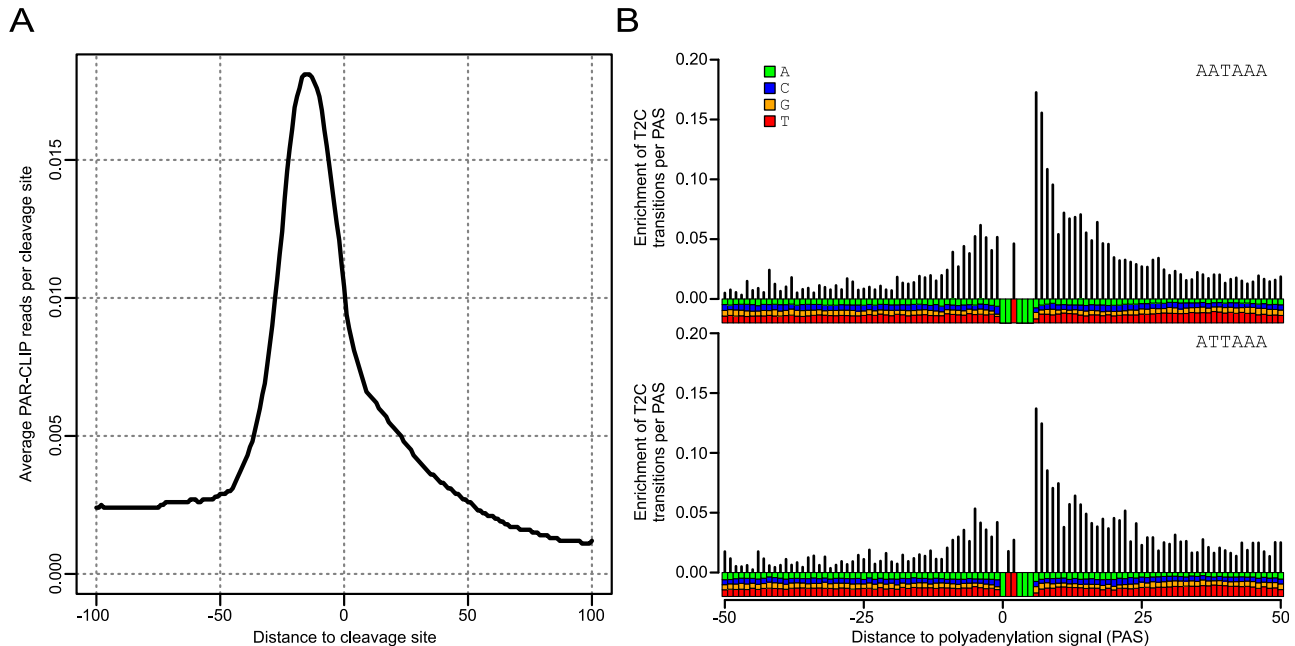 A
Average PAR-CLIP reads per cleavage site
0.015
0.010
0.005
0.000
-100
-50
0
50
100
Distance to cleavage site
B
Enrichment of T2C
transitions per PAS
0.20
0.15
0.10
0.05
0.00
A
C
G
T
AATAAA
Enrichment of T2C
transitions per PAS
0.20
0.15
0.10
0.05
0.00
ATTAAA
-50
-25
0
25
50
Distance to polyadenylation signal (PAS)